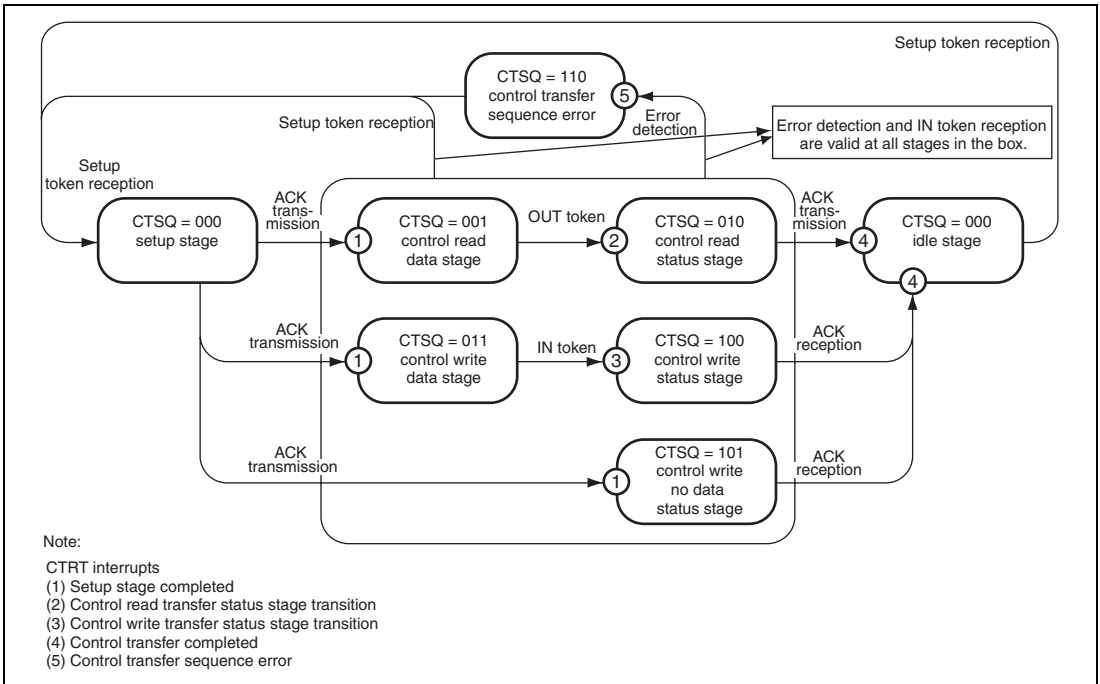 Setup token reception
CTSQ = 110
control transfer
sequence error
5
Setup token reception
Error
detection
Error detection and IN token reception
are valid at all stages in the box.
Setup
token reception
CTSQ = 000
setup stage
ACK
trans-
mission
1
CTSQ = 001
control read
data stage
OUT token
2
CTSQ = 010
control read
status stage
ACK
trans-
mission
4
CTSQ = 000
idle stage
4
ACK
transmission
1
CTSQ = 011
control write
data stage
IN token
3
CTSQ = 100
control write
status stage
ACK
reception
ACK
transmission
1
CTSQ = 101
control write
no data
status stage
ACK
reception
Note:
CTRT interrupts
(1) Setup stage completed
(2) Control read transfer status stage transition
(3) Control write transfer status stage transition
(4) Control transfer completed
(5) Control transfer sequence error